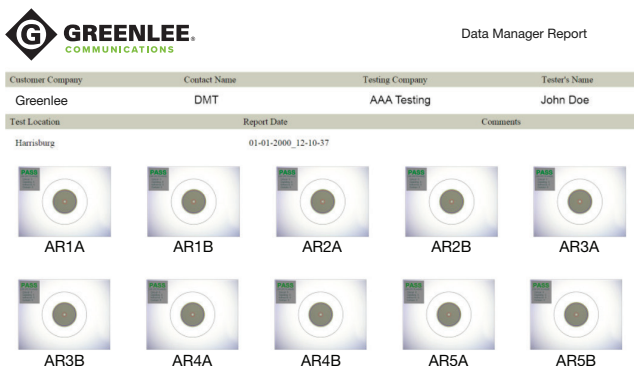 G GREENLEE®
COMMUNICATIONS
Data Manager Report
Customer Company Contact Name Testing Company Tester's Name
Greenlee DMT AAA Testing John Doe
Test Location Report Date Comments
Harrisburg 01-01-2000_12-10-37
PASS PASS PASS PASS PASS
AR1A AR1B AR2A AR2B AR3A
PASS PASS PASS PASS PASS
AR3B AR4A AR4B AR5A AR5B